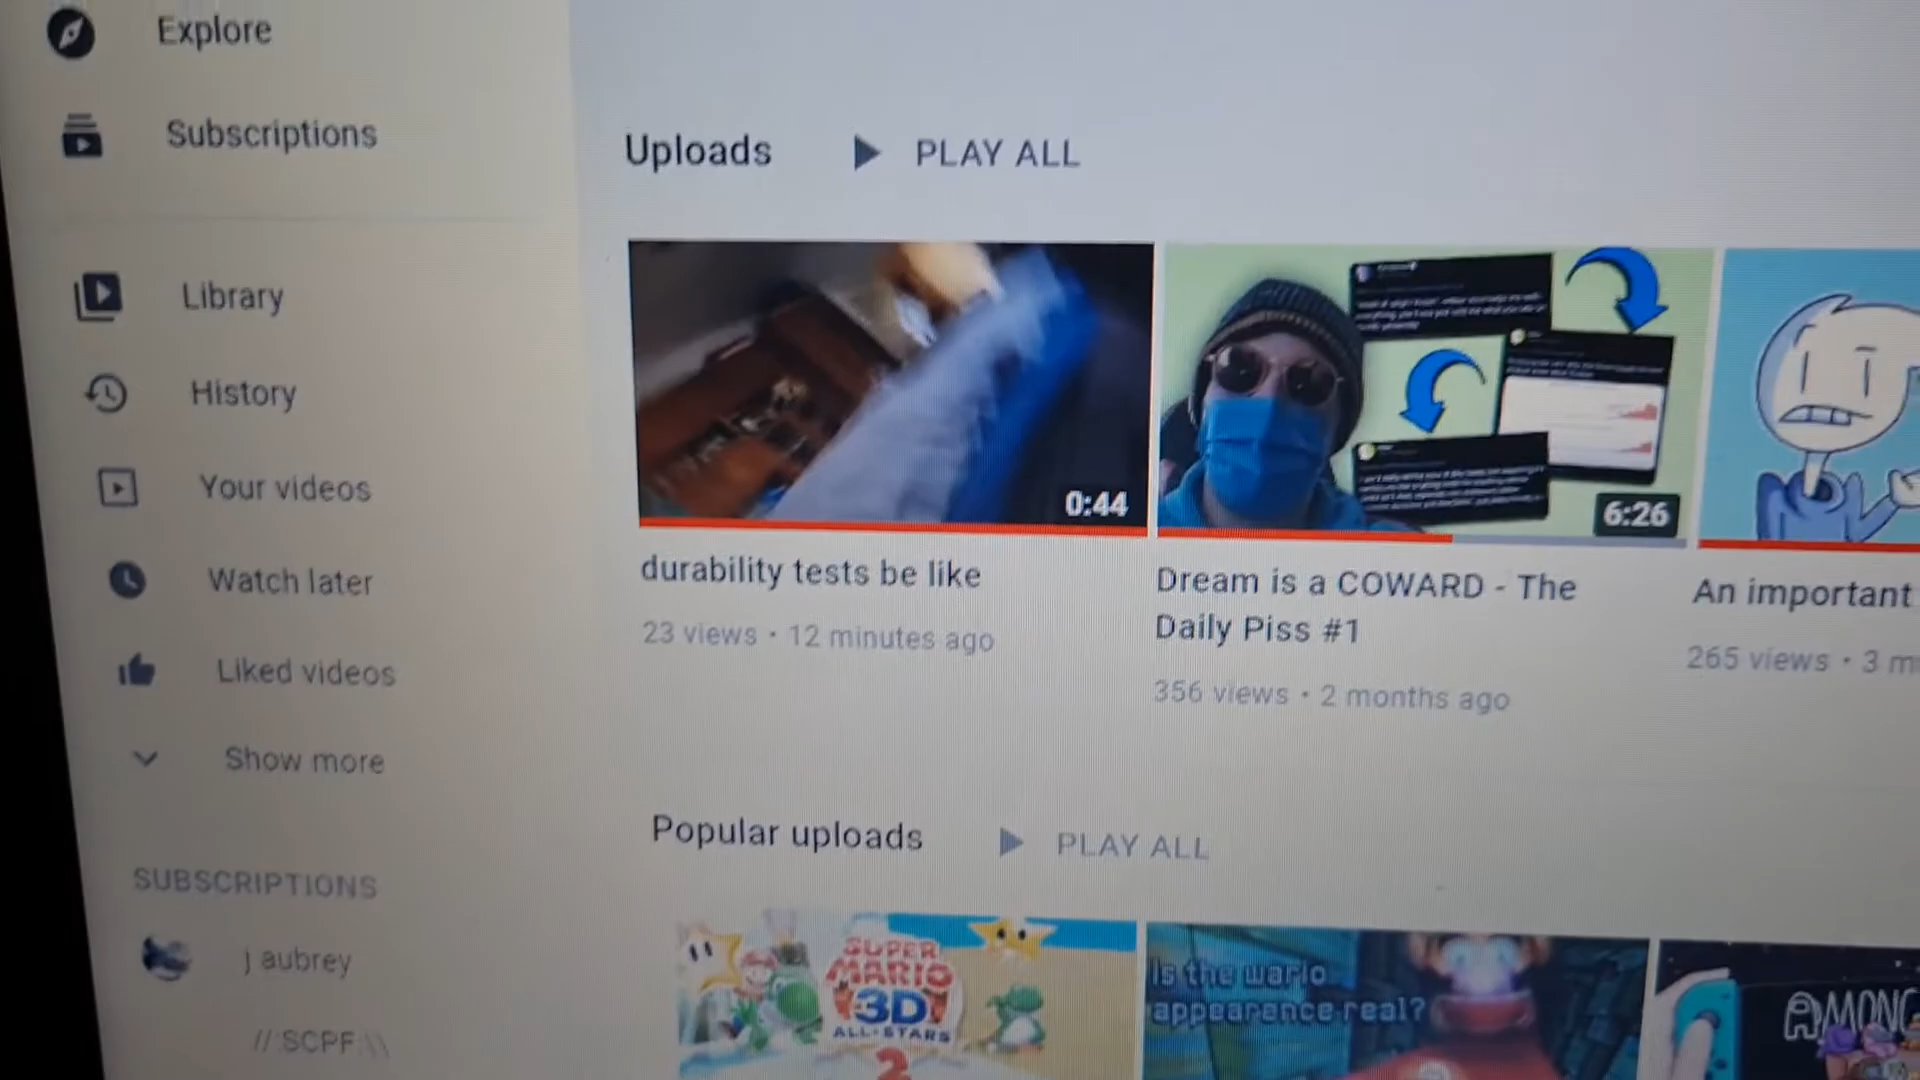 Explore
Subscriptions
Library
History
Your videos
Watch later
Liked videos
Show more
SUBSCRIPTIONS
j aubrey
// SCPF \\
Uploads
PLAY ALL
0:44
durability tests be like
23 views • 12 minutes ago
6:26
Dream is a COWARD - The
Daily Piss #1
356 views • 2 months ago
An important
265 views • 3 m
Popular uploads
PLAY ALL
SUPER
MARIO
3D
ALL-STARS
2
Is the wario
appearance real?
AMONG